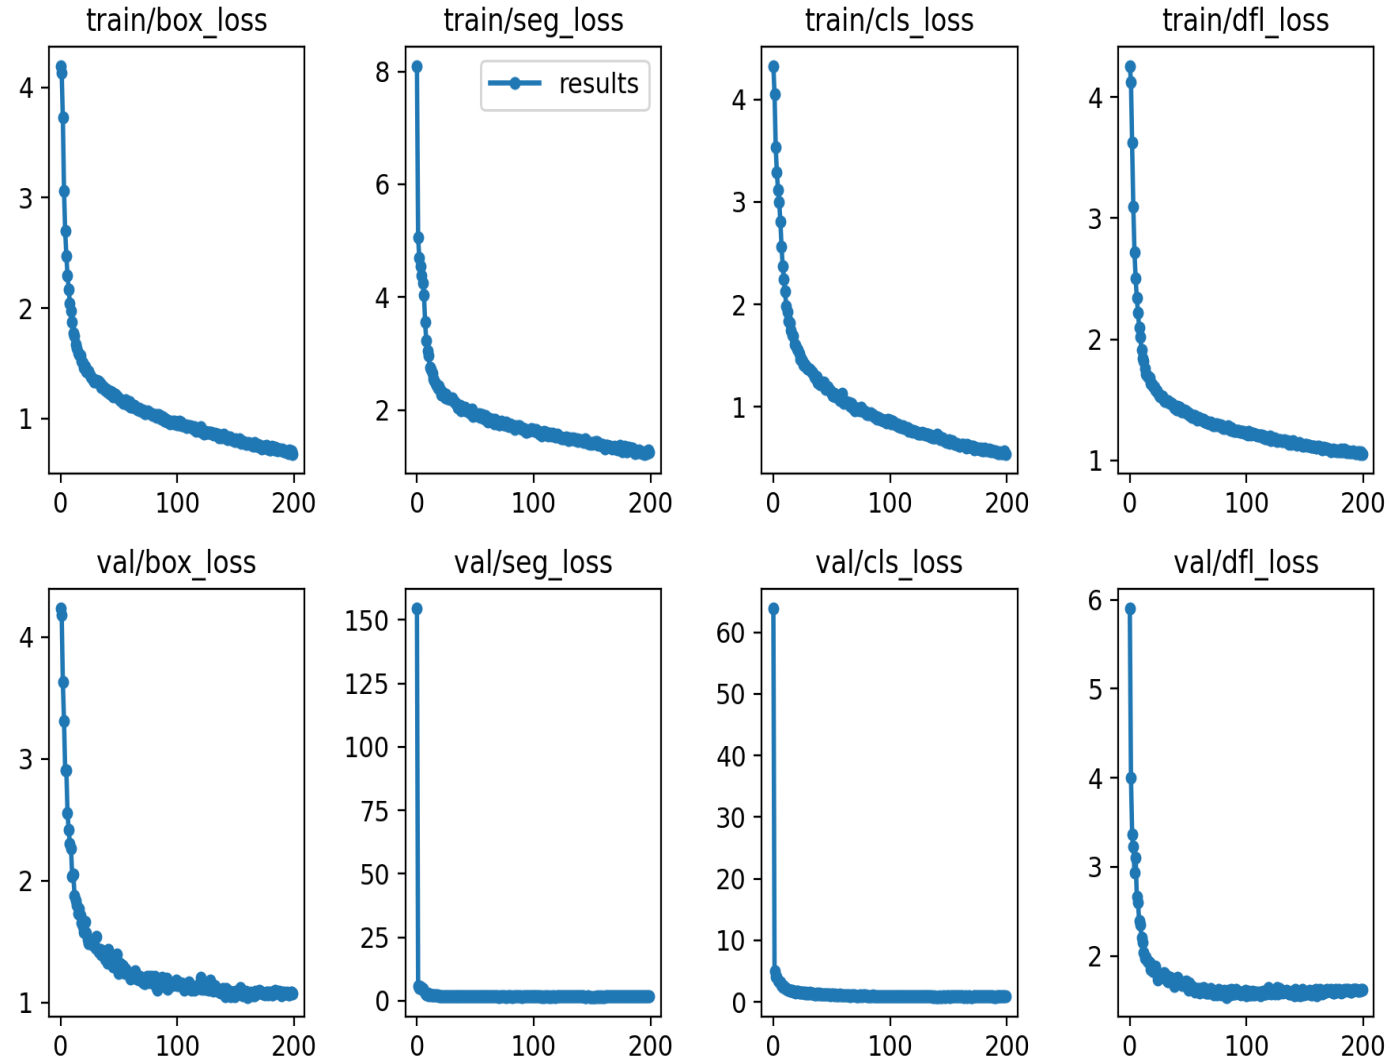 train/box_loss train/seg_loss train/cls_loss train/dfl_loss
results
4 3 2 1
8 6 4 2
4 3 2 1
4 3 2 1
0 100 200 0 100 200 0 100 200 0 100 200
val/box_loss val/seg_loss val/cls_loss val/dfl_loss
4 3 2 1
150 125 100 75 50 25 0
60 50 40 30 20 10 0
6 5 4 3 2
0 100 200 0 100 200 0 100 200 0 100 200